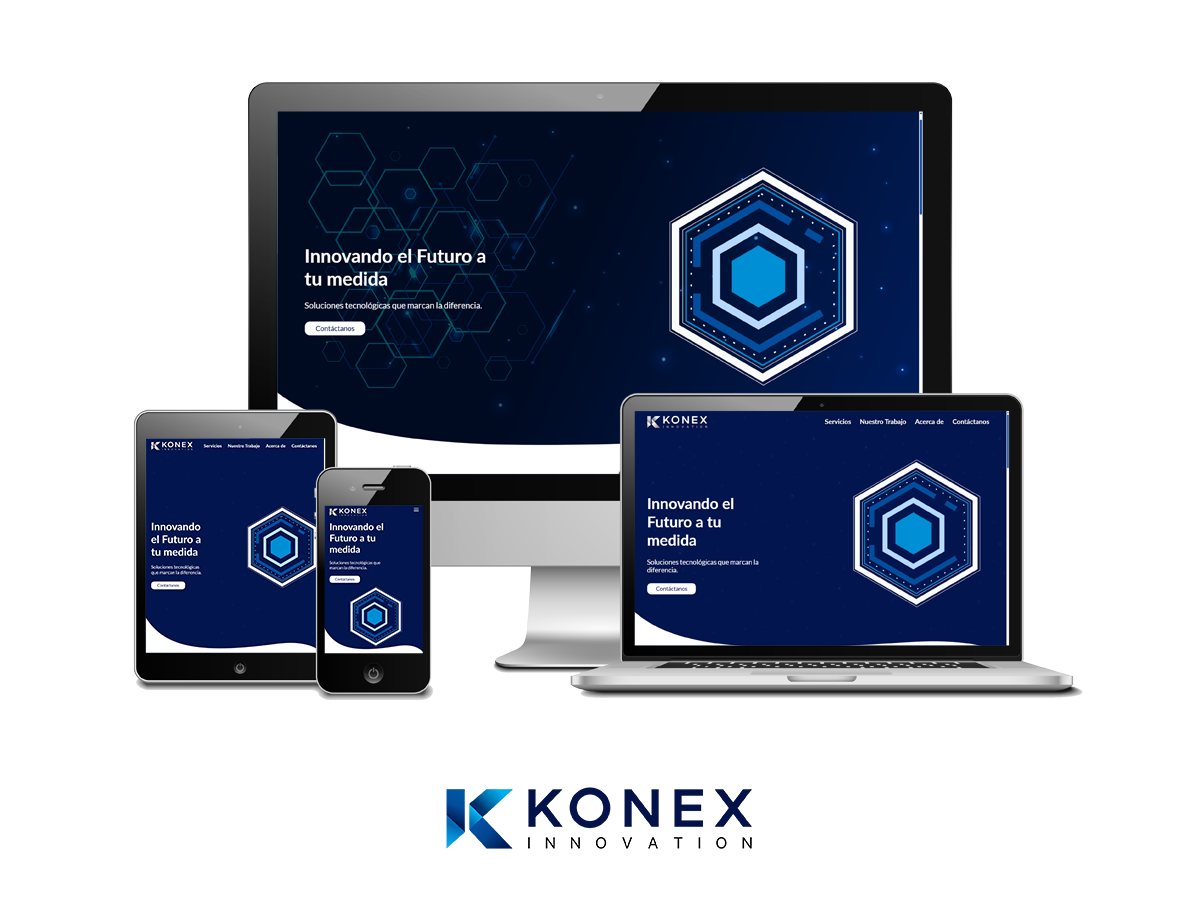 Innovando el Futuro a
tu medida
Soluciones tecnológicas que marcan la diferencia.
Contáctanos
KONEX
INNOVATION
Servicios Nuestro Trabajo Acerca de Contáctanos
Innovando
el Futuro a
tu medida
Soluciones tecnológicas
que marcan la diferencia.
Contáctanos
KONEX
INNOVATION
Innovando el
Futuro a tu
medida
Soluciones tecnológicas que
marcan la diferencia.
Contáctanos
KONEX
INNOVATION
Servicios Nuestro Trabajo Acerca de Contáctanos
Innovando el
Futuro a tu
medida
Soluciones tecnológicas que marcan la
diferencia.
Contáctanos
KONEX
INNOVATION